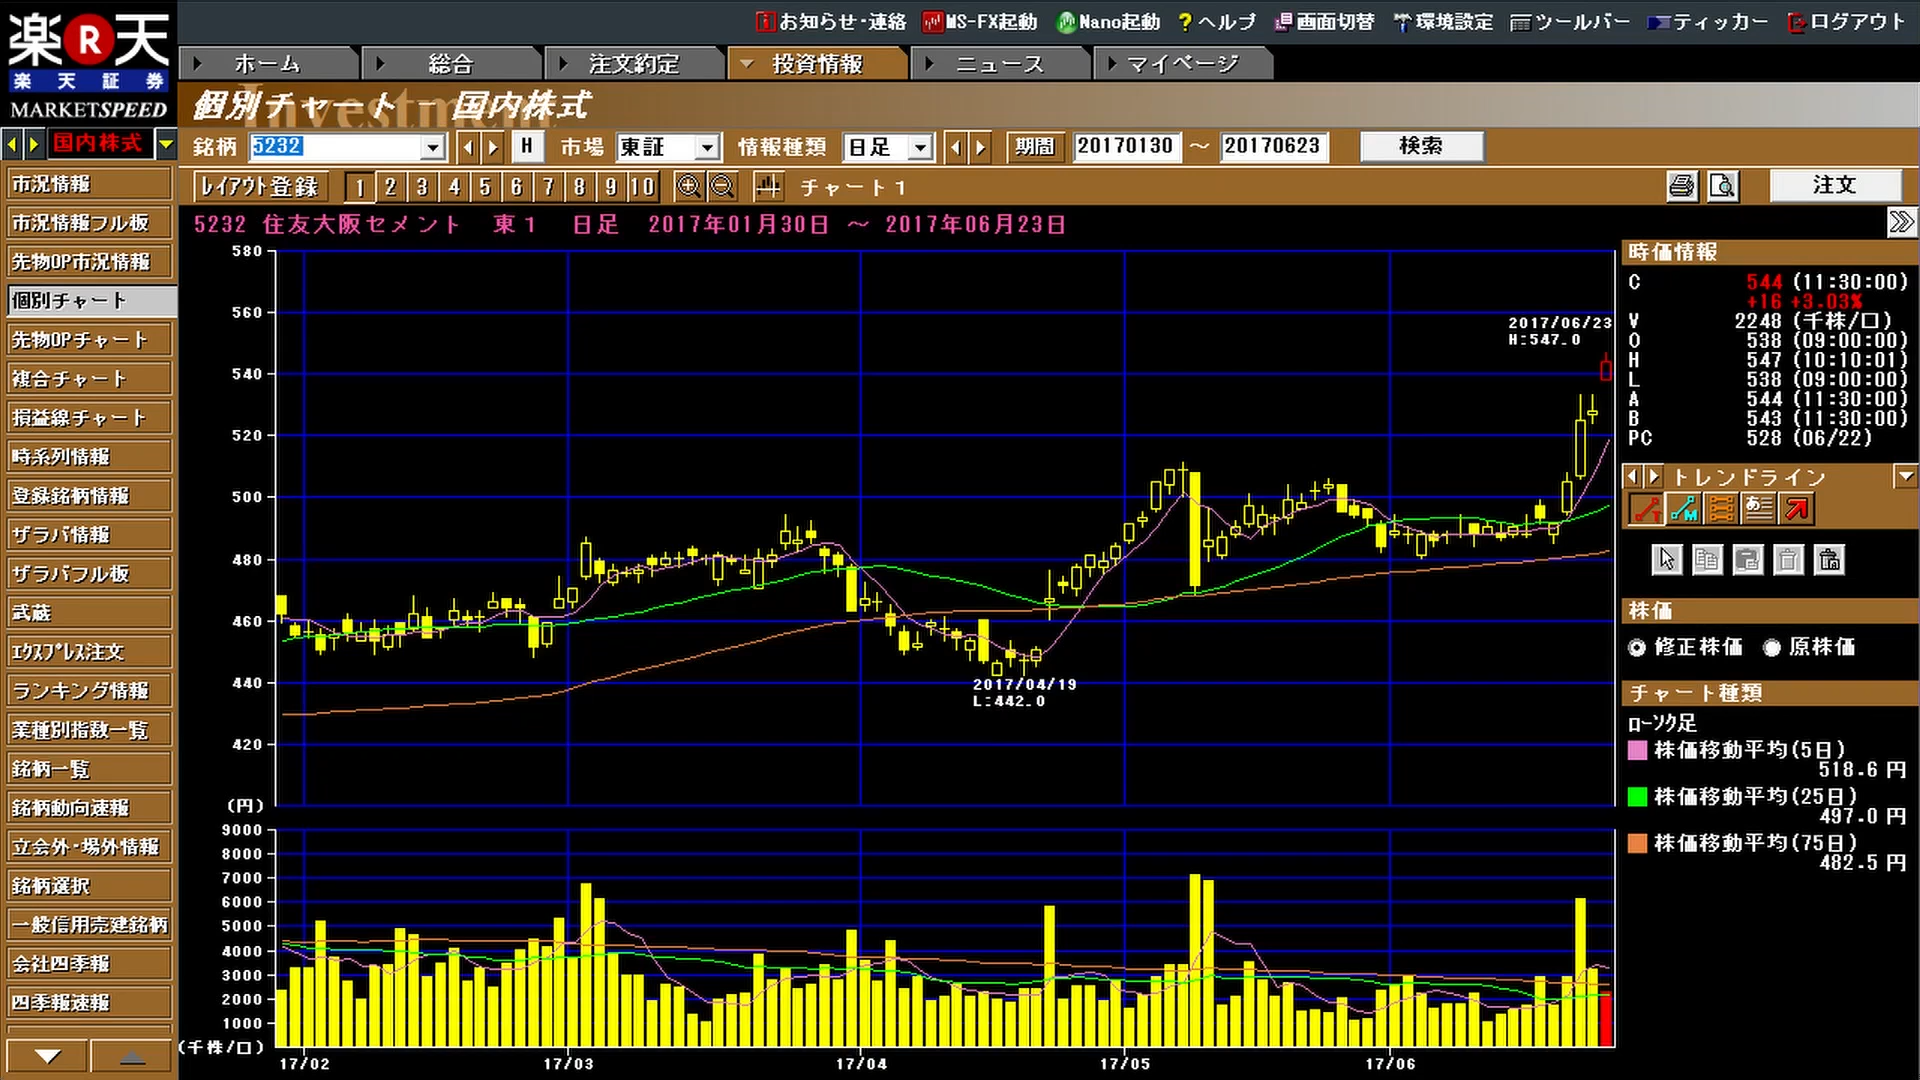 楽天
R
楽天証券
MARKETSPEED
お知らせ・連絡 MS-FX起動 Nano起動 ?ヘルプ 画面切替 環境設定 ツールバー ティッカー ログアウト
ホーム 総合 注文約定 投資情報 ニュース マイページ
個別チャート － 国内株式
国内株式
銘柄 5232 H 市場 東証 情報種類 日足 期間 20170130 ～ 20170623 検索
レイアウト登録 1 2 3 4 5 6 7 8 9 10 チャート１ 注文
市況情報
市況情報フル板
先物OP市況情報
個別チャート
先物OPチャート
複合チャート
損益線チャート
時系列情報
登録銘柄情報
ザラバ情報
ザラバフル板
武蔵
エクスプレス注文
ランキング情報
業種別指数一覧
銘柄一覧
銘柄動向速報
立会外・場外情報
銘柄選択
一般信用売建銘柄
会社四季報
四季報速報
5232 住友大阪セメント 東１ 日足 2017年01月30日 ～ 2017年06月23日
580
560
540
520
500
480
460
440
420
(円)
2017/06/23
H:547.0
2017/04/19
L:442.0
9000
8000
7000
6000
5000
4000
3000
2000
1000
(千株/口)
17/02 17/03 17/04 17/05 17/06
時価情報
C 544 (11:30:00)
+16 +3.03%
V 2248 (千株/口)
O 538 (09:00:00)
H 547 (10:10:01)
L 538 (09:00:00)
A 544 (11:30:00)
B 543 (11:30:00)
PC 528 (06/22)
トレンドライン
株価
修正株価 原株価
チャート種類
ローソク足
株価移動平均(5日)
518.6 円
株価移動平均(25日)
497.0 円
株価移動平均(75日)
482.5 円